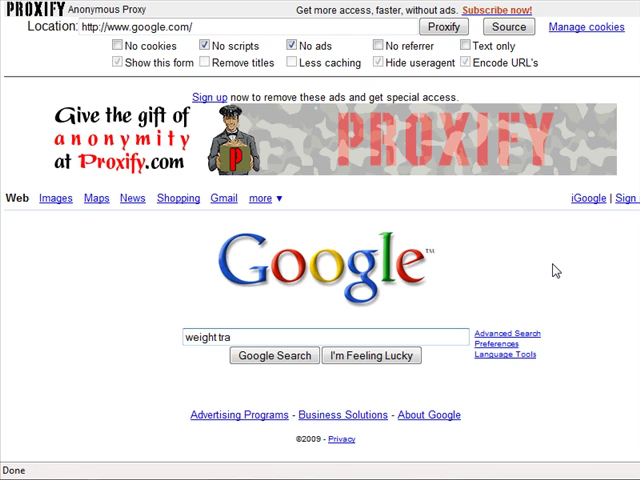 PROXIFY Anonymous Proxy Get more access, faster, without ads. Subscribe now!
Location: http://www.google.com/ Proxify Source Manage cookies
No cookies No scripts No ads No referrer Text only
Show this form Remove titles Less caching Hide useragent Encode URL's
Sign up now to remove these ads and get special access.
Give the gift of
anonymity
at Proxify.com
P
PROXIFY
Web Images Maps News Shopping Gmail more ▼ iGoogle | Sign
Google™
weight tra
Advanced Search
Preferences
Language Tools
Google Search I'm Feeling Lucky
Advertising Programs - Business Solutions - About Google
©2009 - Privacy
Done